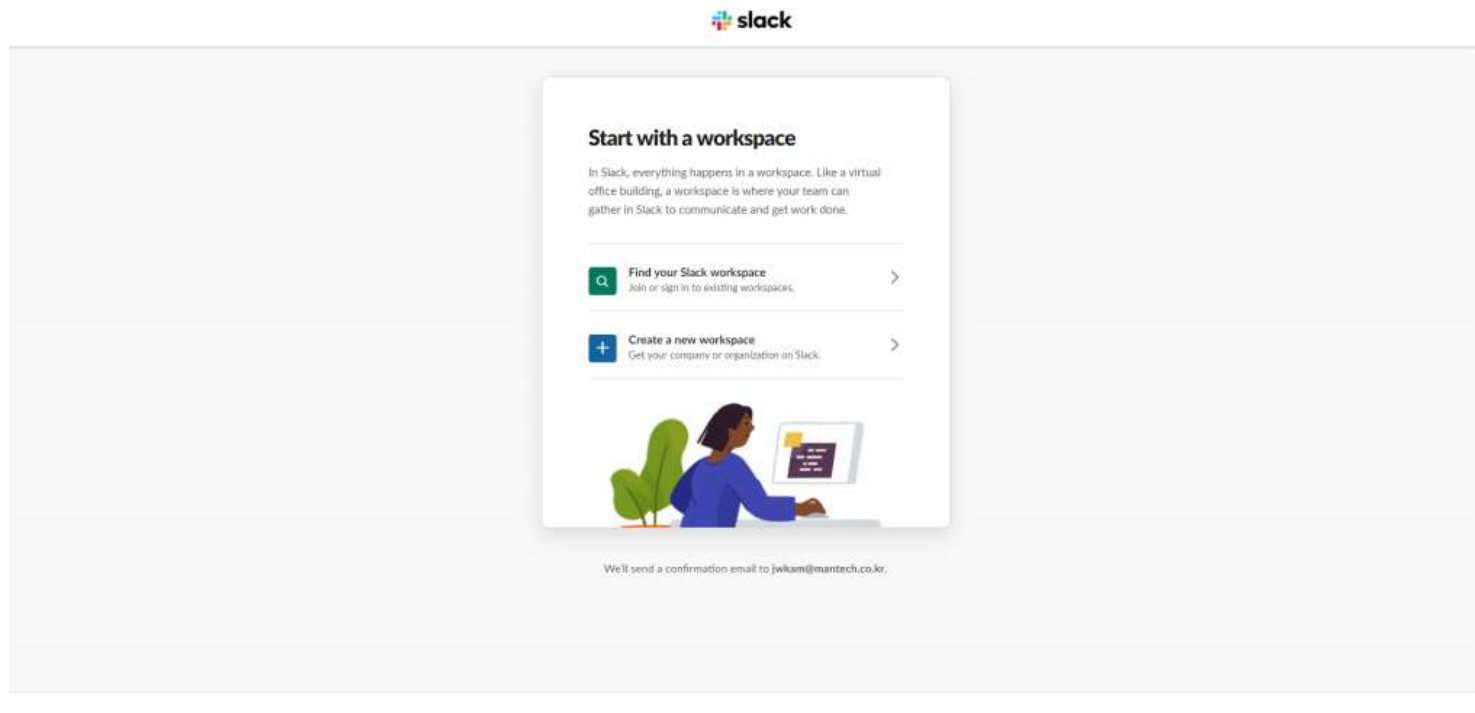 slack
Start with a workspace
In Slack, everything happens in a workspace. Like a virtual
office building, a workspace is where your team can
gather in Slack to communicate and get work done.
Find your Slack workspace
Join or sign in to existing workspaces.
Create a new workspace
Get your company or organization on Slack.
We'll send a confirmation email to jwkam@mantech.co.kr.